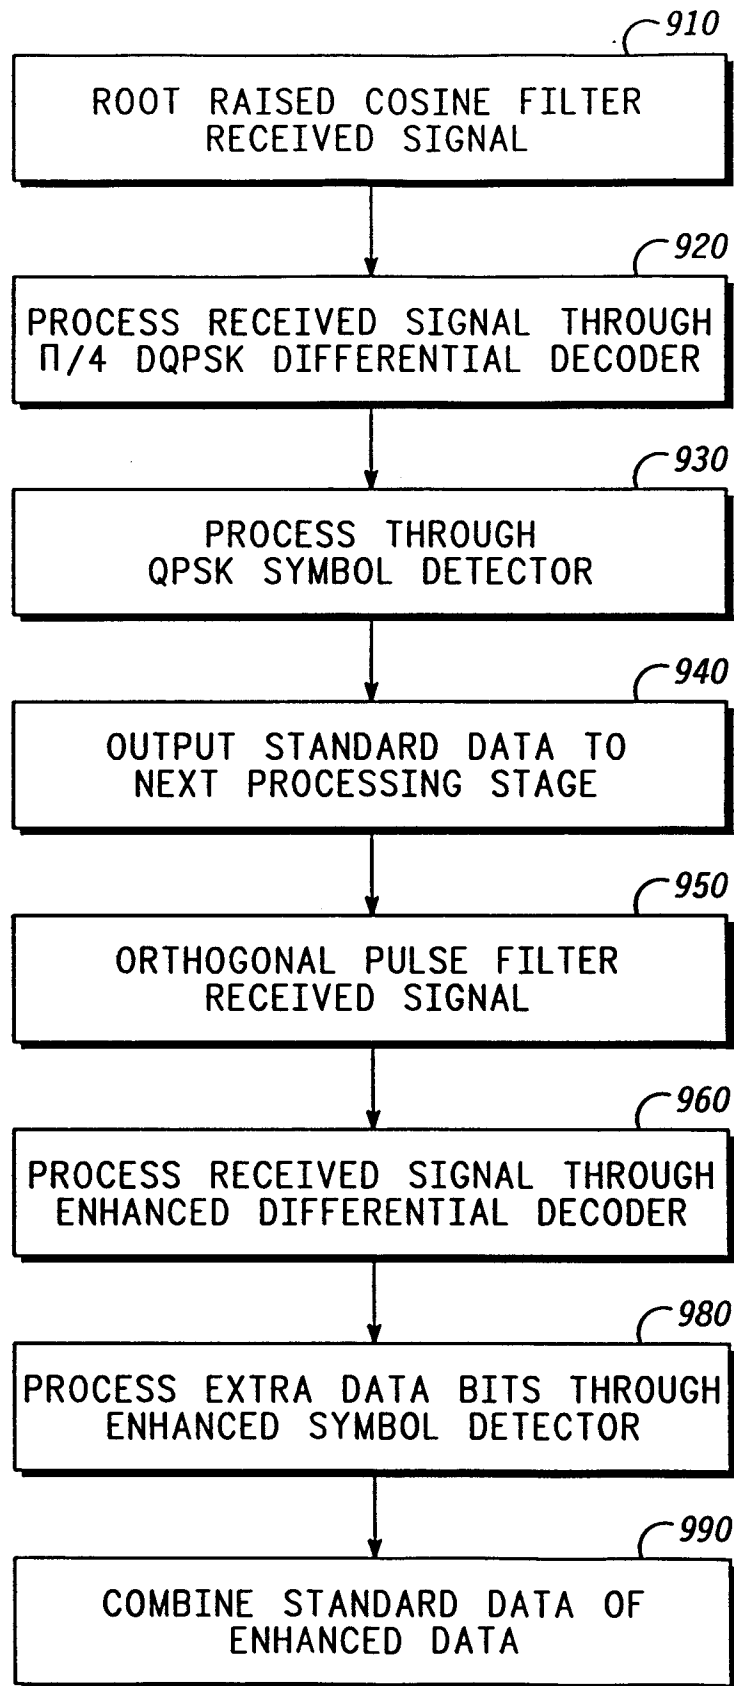 910
ROOT RAISED COSINE FILTER
RECEIVED SIGNAL
920
PROCESS RECEIVED SIGNAL THROUGH
Π/4 DQPSK DIFFERENTIAL DECODER
930
PROCESS THROUGH
QPSK SYMBOL DETECTOR
940
OUTPUT STANDARD DATA TO
NEXT PROCESSING STAGE
950
ORTHOGONAL PULSE FILTER
RECEIVED SIGNAL
960
PROCESS RECEIVED SIGNAL THROUGH
ENHANCED DIFFERENTIAL DECODER
980
PROCESS EXTRA DATA BITS THROUGH
ENHANCED SYMBOL DETECTOR
990
COMBINE STANDARD DATA OF
ENHANCED DATA